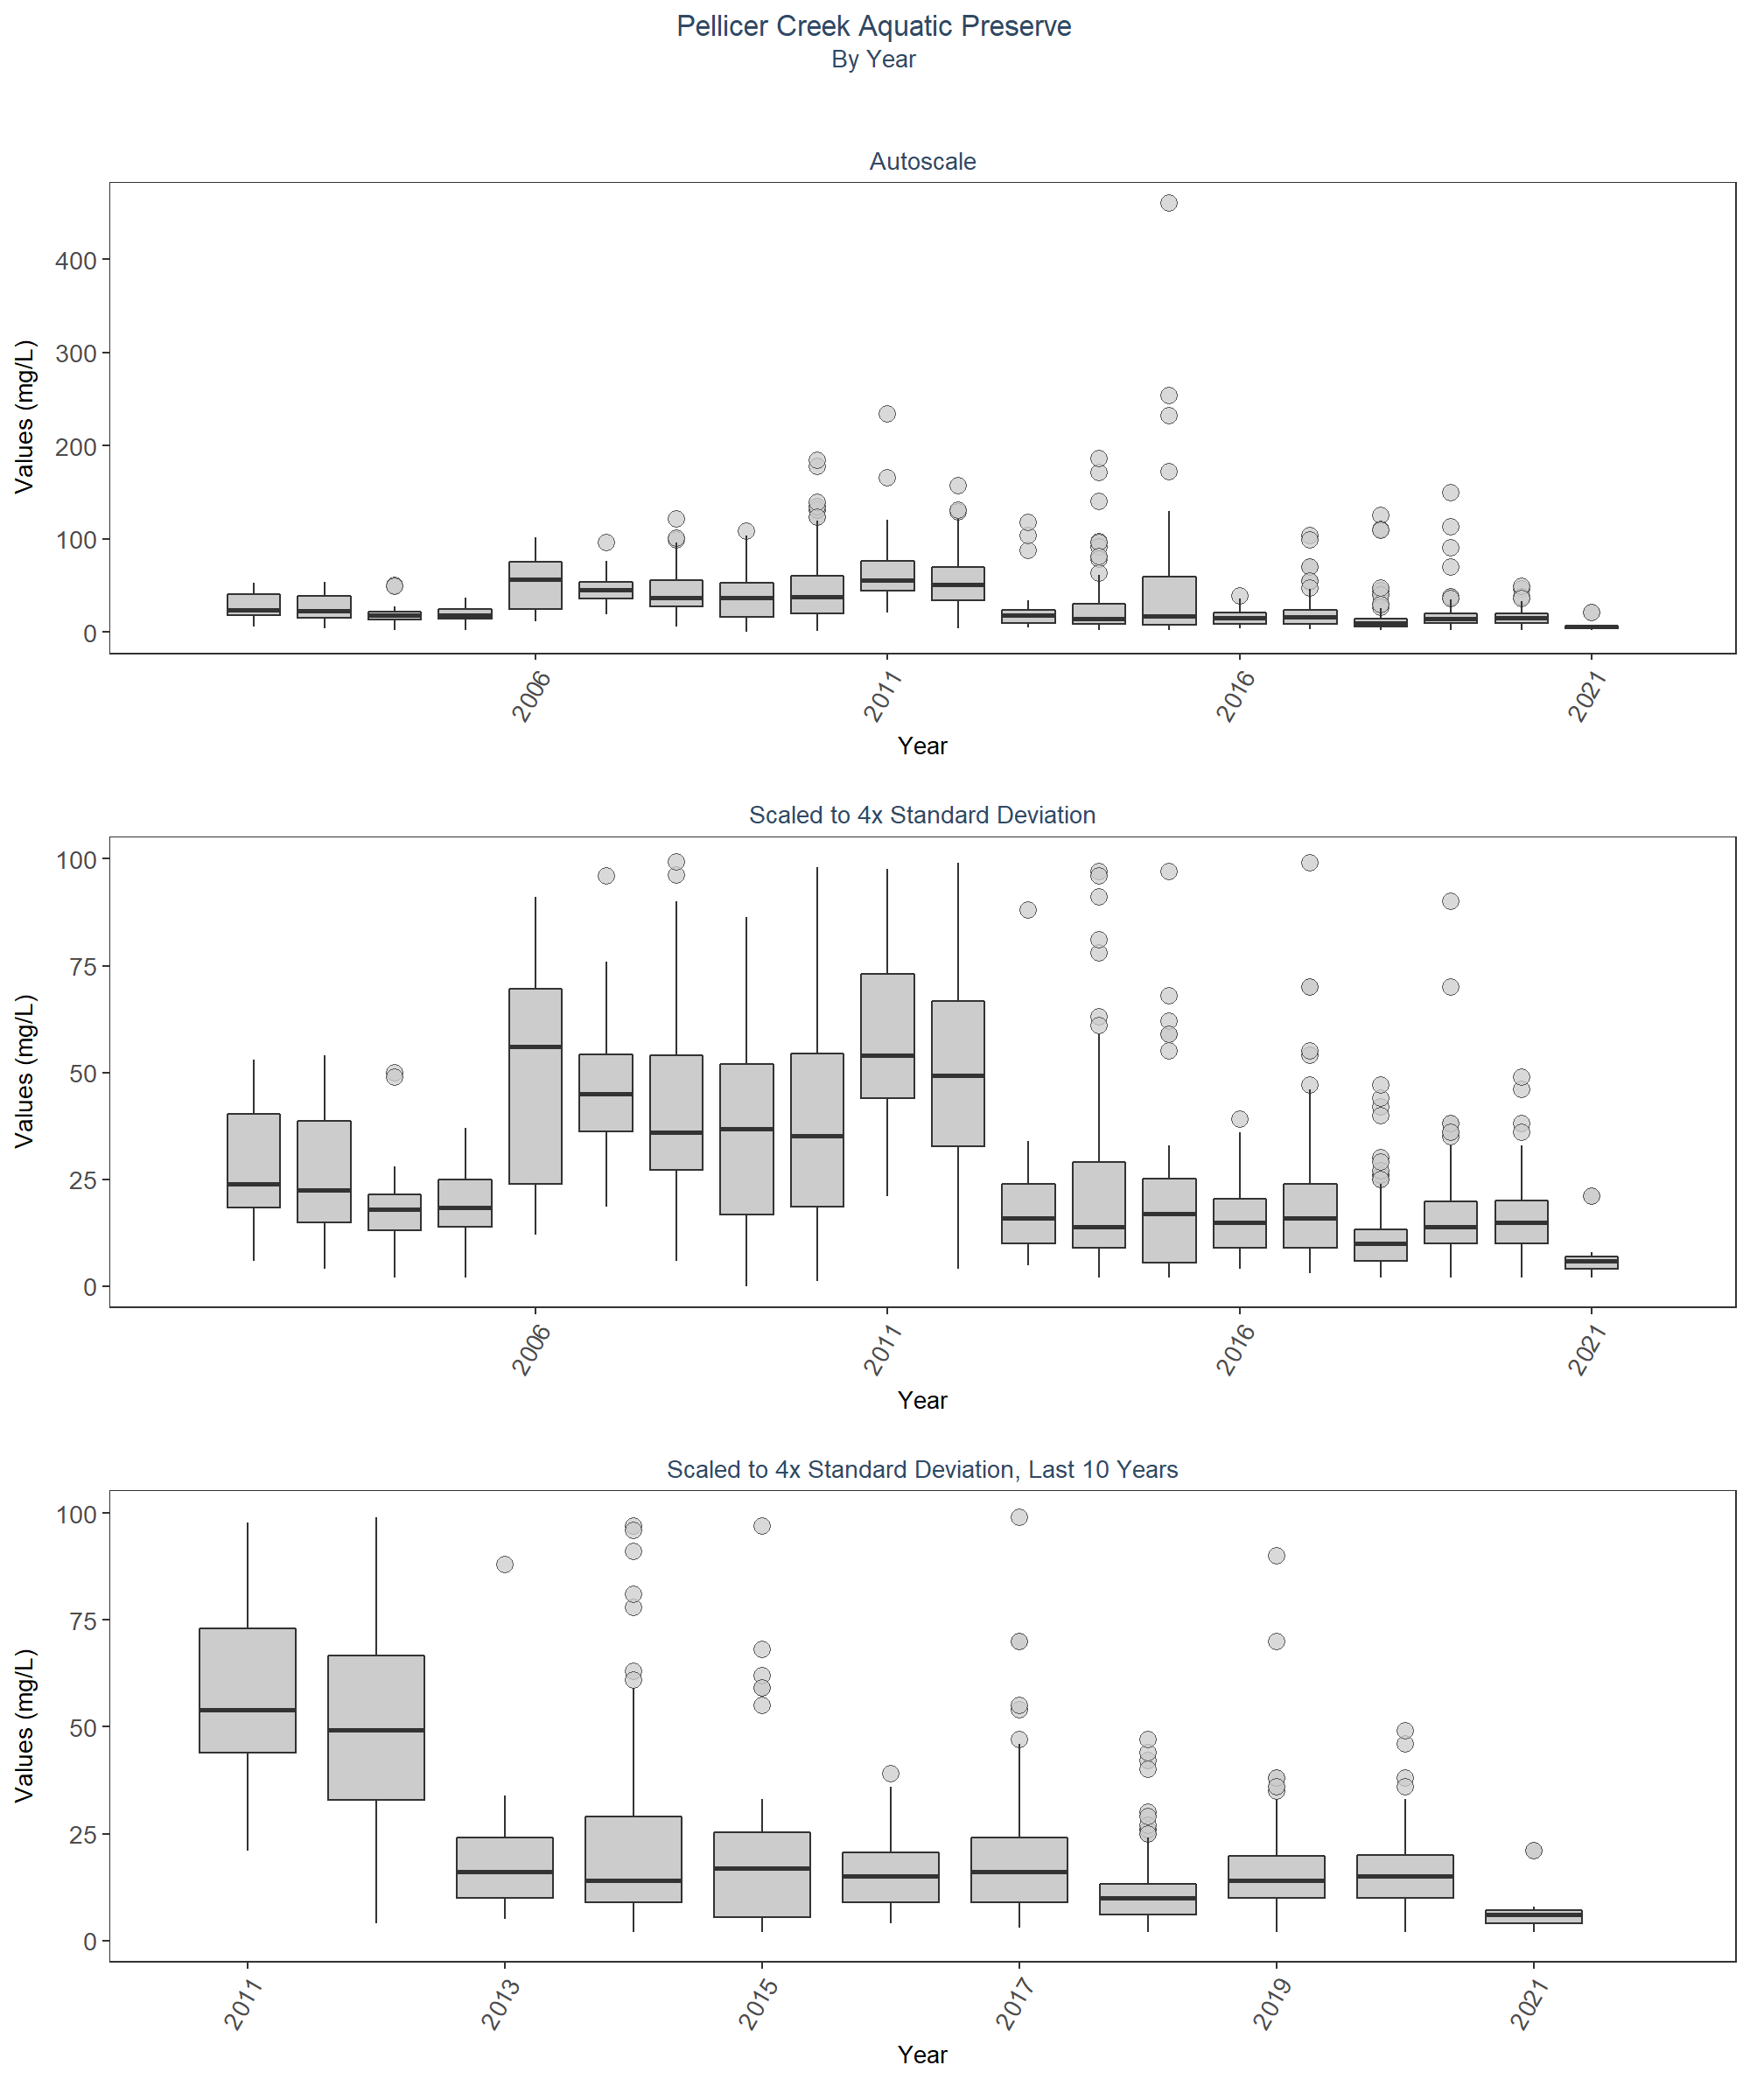 Pellicer Creek Aquatic Preserve
By Year
Autoscale
Values (mg/L)
400
300
200
100
0
2006
2011
2016
2021
Year
Scaled to 4x Standard Deviation
Values (mg/L)
100
75
50
25
0
2006
2011
2016
2021
Year
Scaled to 4x Standard Deviation, Last 10 Years
Values (mg/L)
100
75
50
25
0
2011
2013
2015
2017
2019
2021
Year